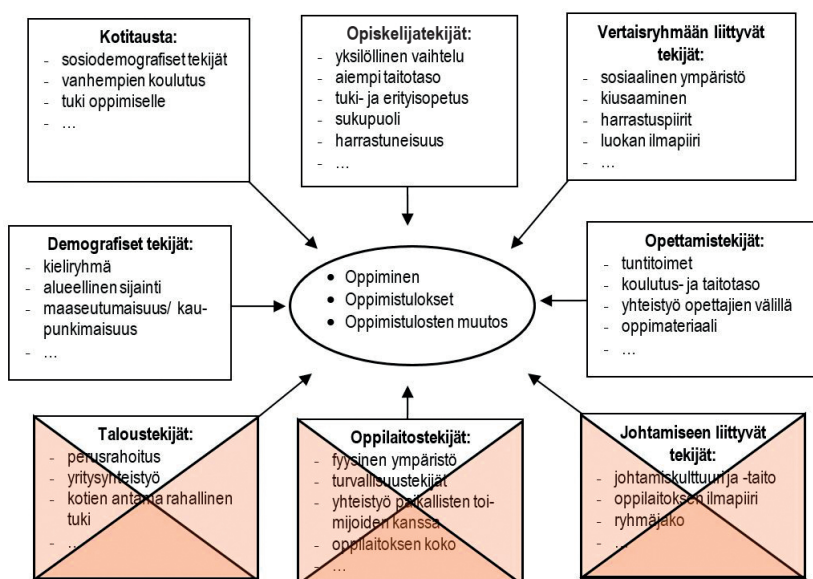 Kotitausta:
- sosiodemografiset tekijät
- vanhempien koulutus
- tuki oppimiselle
- …
Opiskelijatekijät:
- yksilöllinen vaihtelu
- aiempi taitotaso
- tuki- ja erityisopetus
- sukupuoli
- harrastuneisuus
- …
Vertaisryhmään liittyvät
tekijät:
- sosiaalinen ympäristö
- kiusaaminen
- harrastuspiirit
- luokan ilmapiiri
- …
Demografiset tekijät:
- kieliryhmä
- alueellinen sijainti
- maaseutumaisuus/ kau-
punkimaisuus
- …
• Oppiminen
• Oppimistulokset
• Oppimistulosten muutos
Opettamistekijät:
- tuntitoimet
- koulutus- ja taitotaso
- yhteistyö opettajien välillä
- oppimateriaali
- …
Taloustekijät:
- perusrahoitus
- yritysyhteistyö
- kotien antama rahallinen
tuki
- …
Oppilaitostekijät:
- fyysinen ympäristö
- turvallisuustekijät
- yhteistyö paikallisten toi-
mijoiden kanssa
- oppilaitoksen koko
- …
Johtamiseen liittyvät
tekijät:
- johtamiskulttuuri ja -taito
- oppilaitoksen ilmapiiri
- ryhmäjako
- …